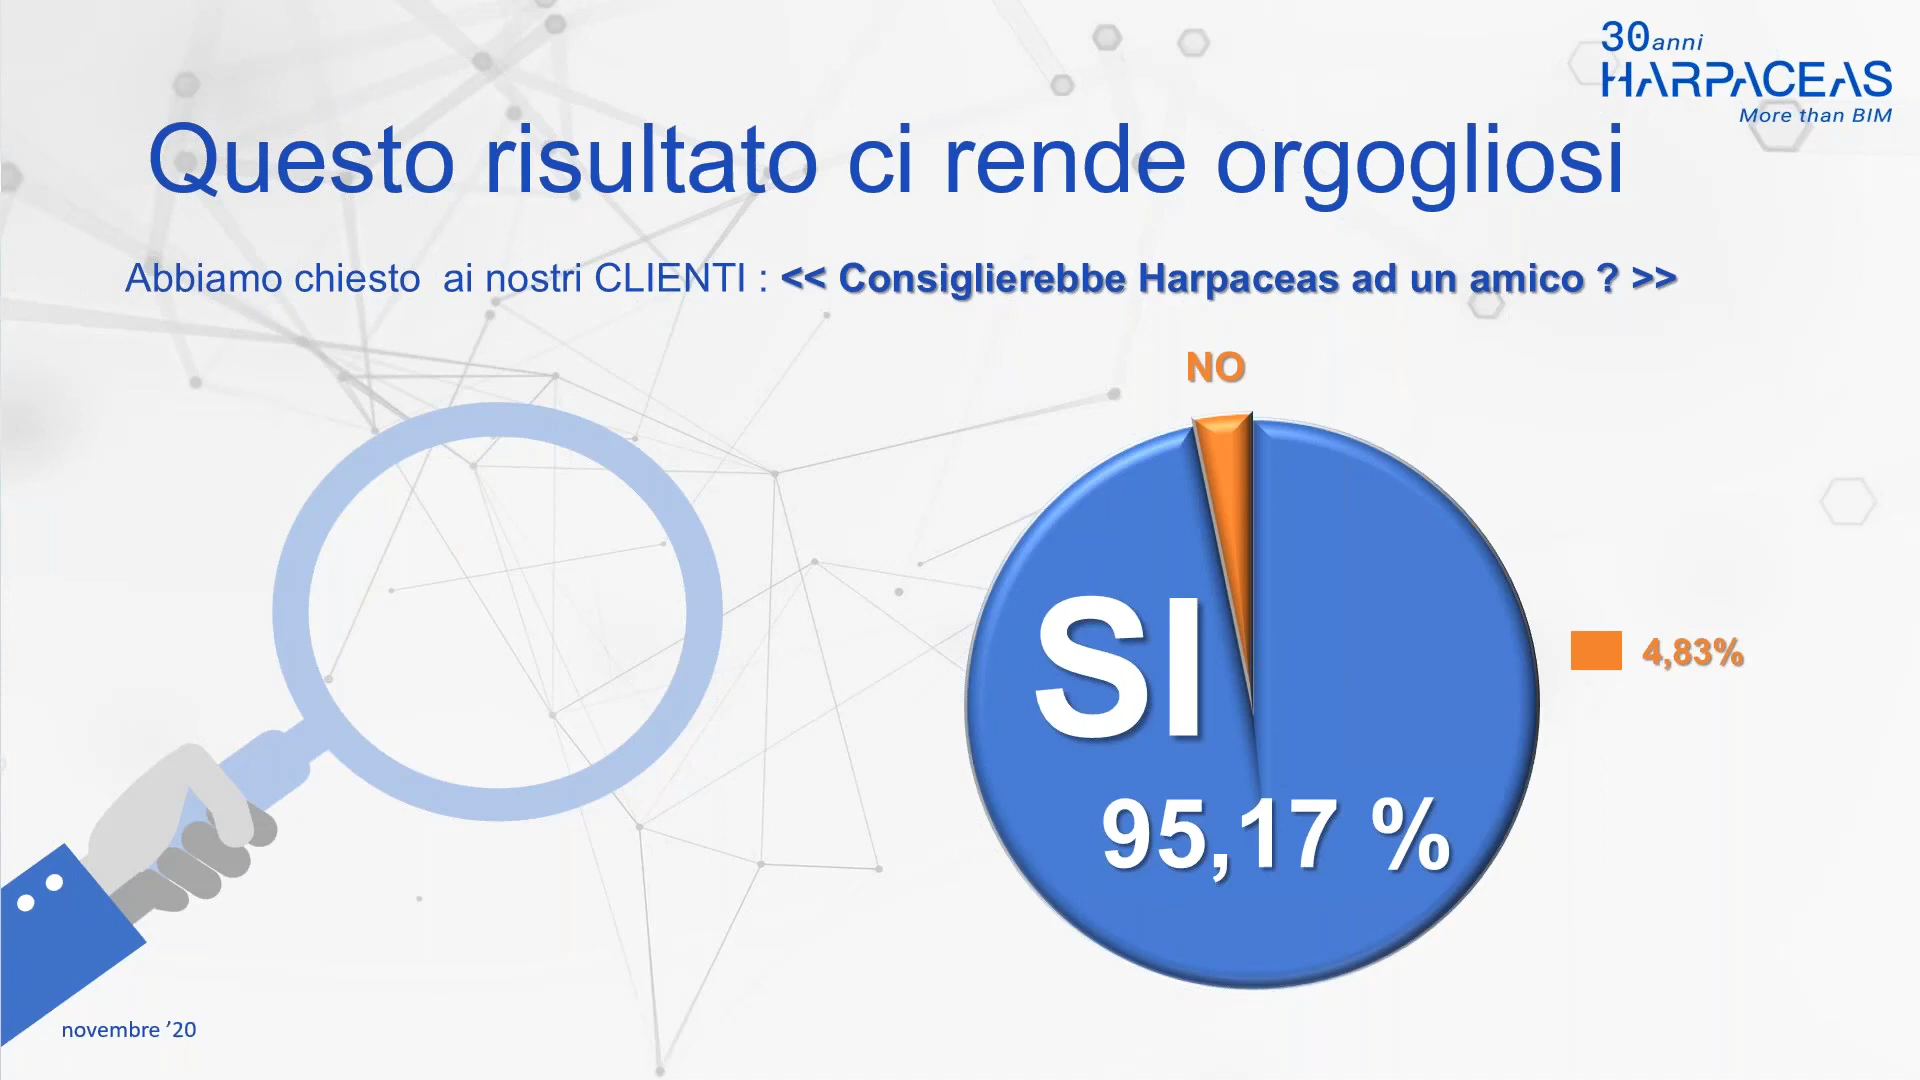 30anni
HARPACEAS
More than BIM
Questo risultato ci rende orgogliosi
Abbiamo chiesto ai nostri CLIENTI : << Consiglierebbe Harpaceas ad un amico ? >>
NO
SI
4,83%
95,17 %
novembre ’20